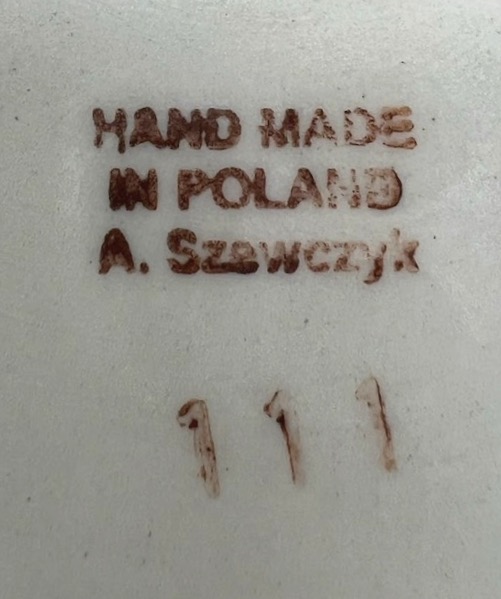 HAND MADE
IN POLAND
A. Szewczyk
111